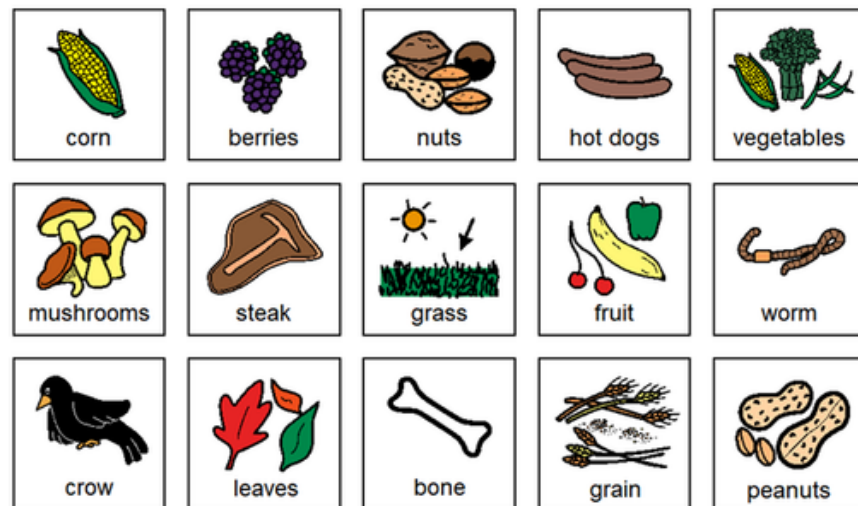 corn
berries
nuts
hot dogs
vegetables
mushrooms
steak
grass
fruit
worm
crow
leaves
bone
grain
peanuts